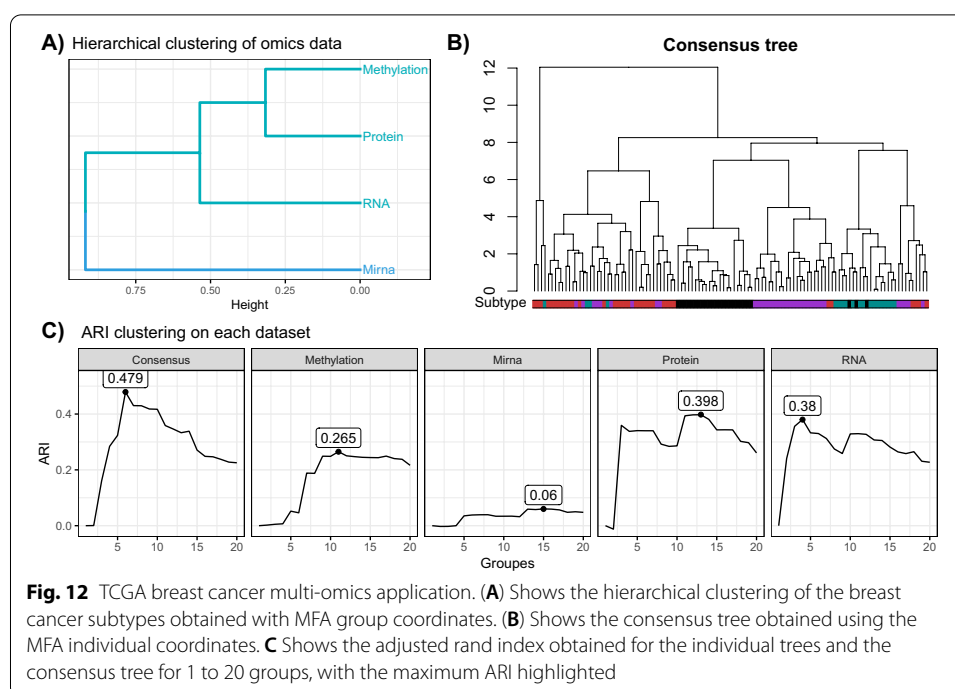 A) Hierarchical clustering of omics data
Methylation
Protein
RNA
Mirna
0.75 0.50 0.25 0.00
Height
B) Consensus tree
12
10
8
6
4
2
0
Subtype
C) ARI clustering on each dataset
Consensus Methylation Mirna Protein RNA
0.479 0.265 0.06 0.398 0.38
0.4
0.2
0.0
ARI
5 10 15 20 5 10 15 20 5 10 15 20 5 10 15 20 5 10 15 20
Groupes
Fig. 12 TCGA breast cancer multi-omics application. (A) Shows the hierarchical clustering of the breast
cancer subtypes obtained with MFA group coordinates. (B) Shows the consensus tree obtained using the
MFA individual coordinates. C Shows the adjusted rand index obtained for the individual trees and the
consensus tree for 1 to 20 groups, with the maximum ARI highlighted